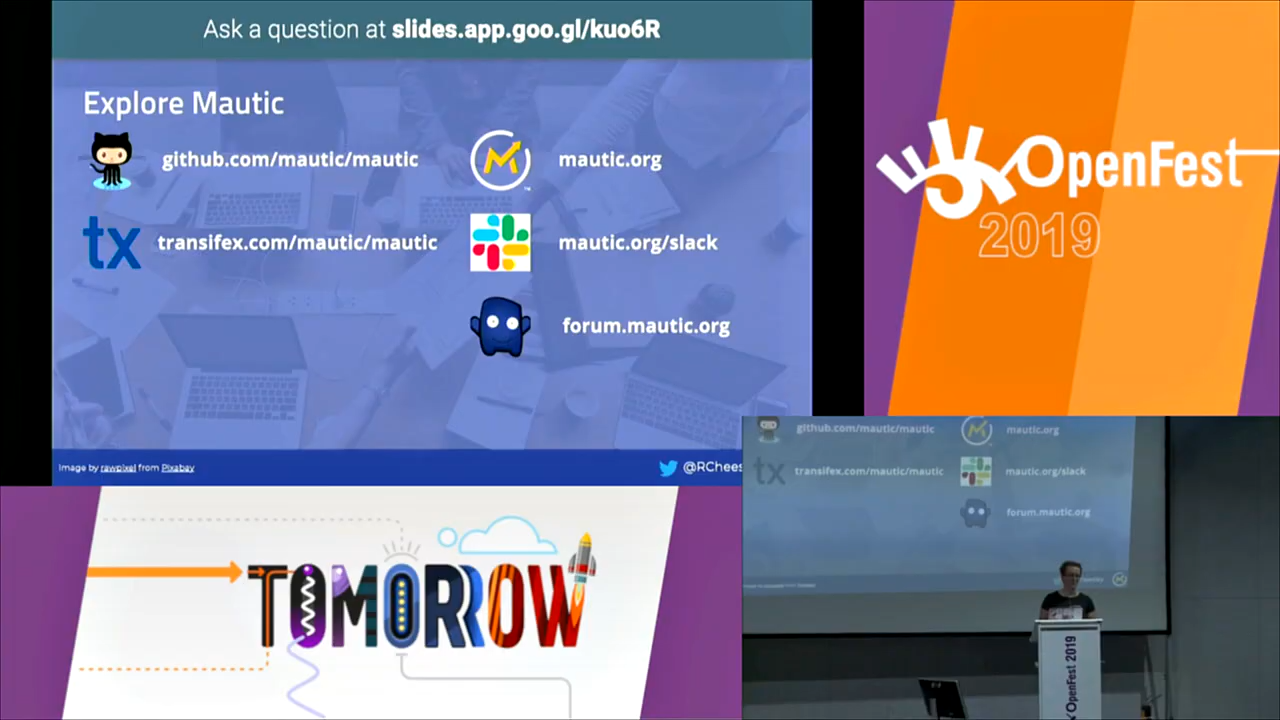 Ask a question at slides.app.goo.gl/kuo6R
Explore Mautic
github.com/mautic/mautic
mautic.org
tx
transifex.com/mautic/mautic
mautic.org/slack
forum.mautic.org
Image by rawpixel from Pixabay
@RChees
OpenFest
2019
TOMORROW
github.com/mautic/mautic
mautic.org
tx
transifex.com/mautic/mautic
mautic.org/slack
forum.mautic.org
OpenFest 2019